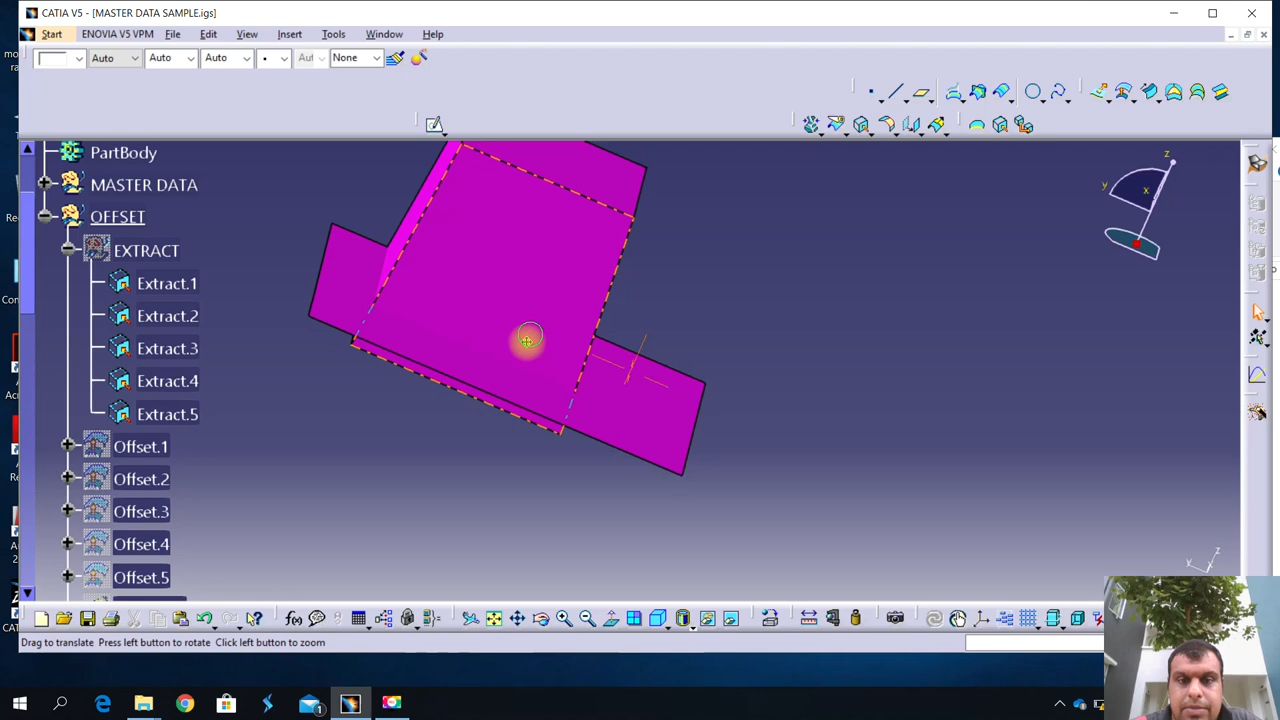 CATIA V5 - [MASTER DATA SAMPLE.igs]
Start ENOVIA V5 VPM File Edit View Insert Tools Window Help
Auto Auto Auto Aut None
PartBody
MASTER DATA
OFFSET
EXTRACT
Extract.1
Extract.2
Extract.3
Extract.4
Extract.5
Offset.1
Offset.2
Offset.3
Offset.4
Offset.5
z
y x
z
y
Drag to translate Press left button to rotate Click left button to zoom
1